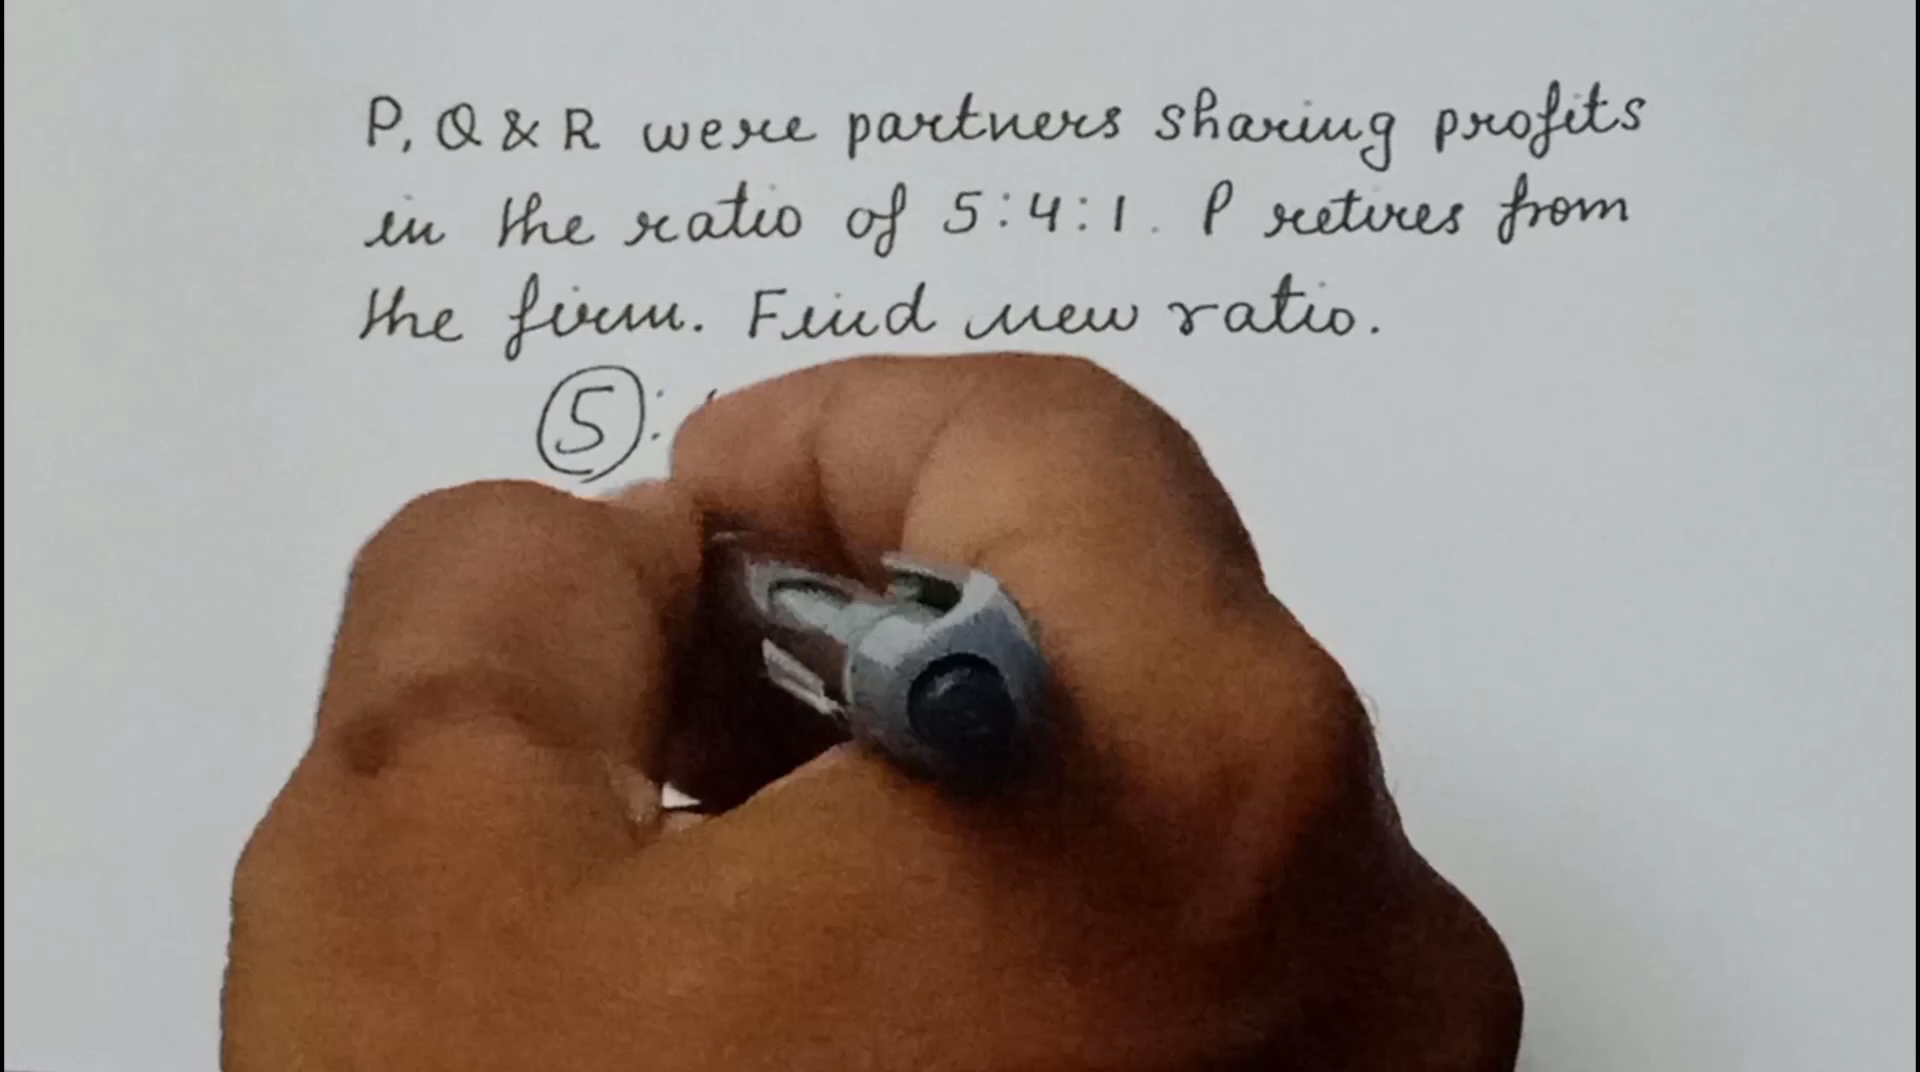 P, Q & R were partners sharing profits
in the ratio of 5:4:1. P retires from
the firm. Find new ratio.
5: